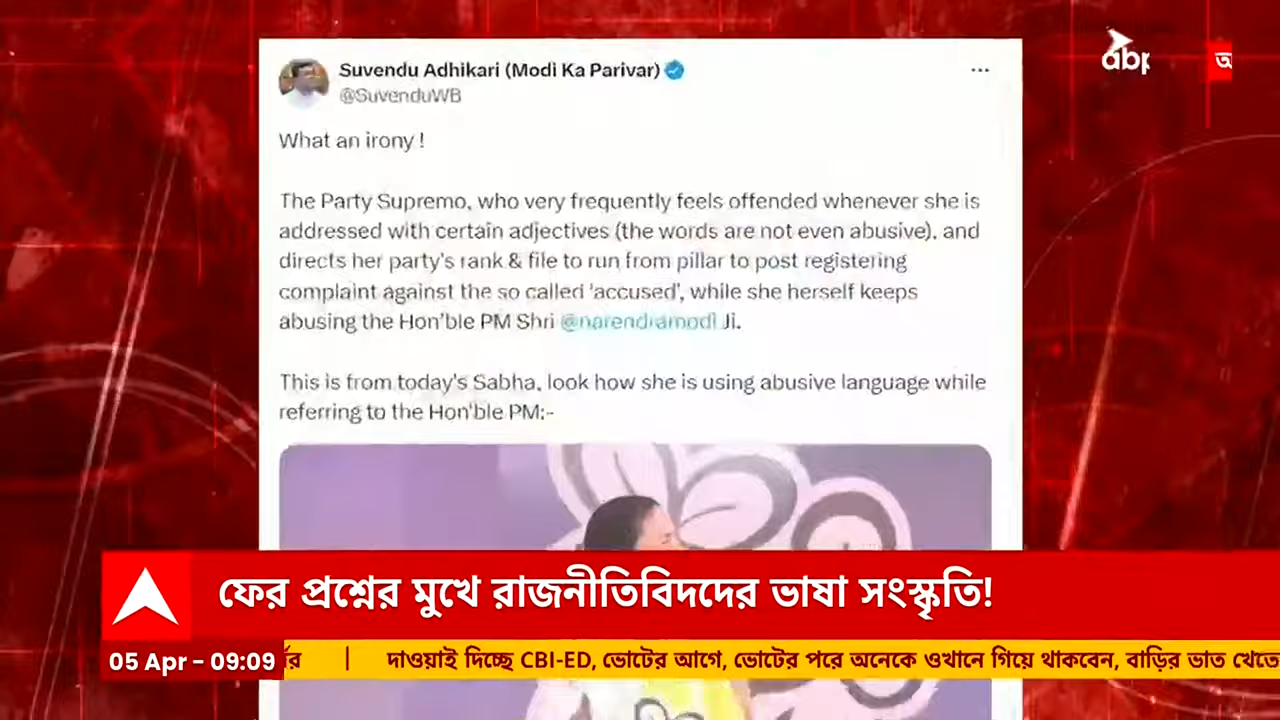 Suvendu Adhikari (Modi Ka Parivar)
@SuvenduWB
What an irony !
The Party Supremo, who very frequently feels offended whenever she is
addressed with certain adjectives (the words are not even abusive), and
directs her party's rank & file to run from pillar to post registering
complaint against the so called 'accused', while she herself keeps
abusing the Hon'ble PM Shri @narendramodi Ji.
This is from today's Sabha, look how she is using abusive language while
referring to the Hon'ble PM:-
abp
ফের প্রশ্নের মুখে রাজনীতিবিদদের ভাষা সংস্কৃতি!
05 Apr - 09:09
| দাওয়াই দিচ্ছে CBI-ED, ভোটের আগে, ভোটের পরে অনেকে ওখানে গিয়ে থাকবেন, বাড়ির ভাত খেতে